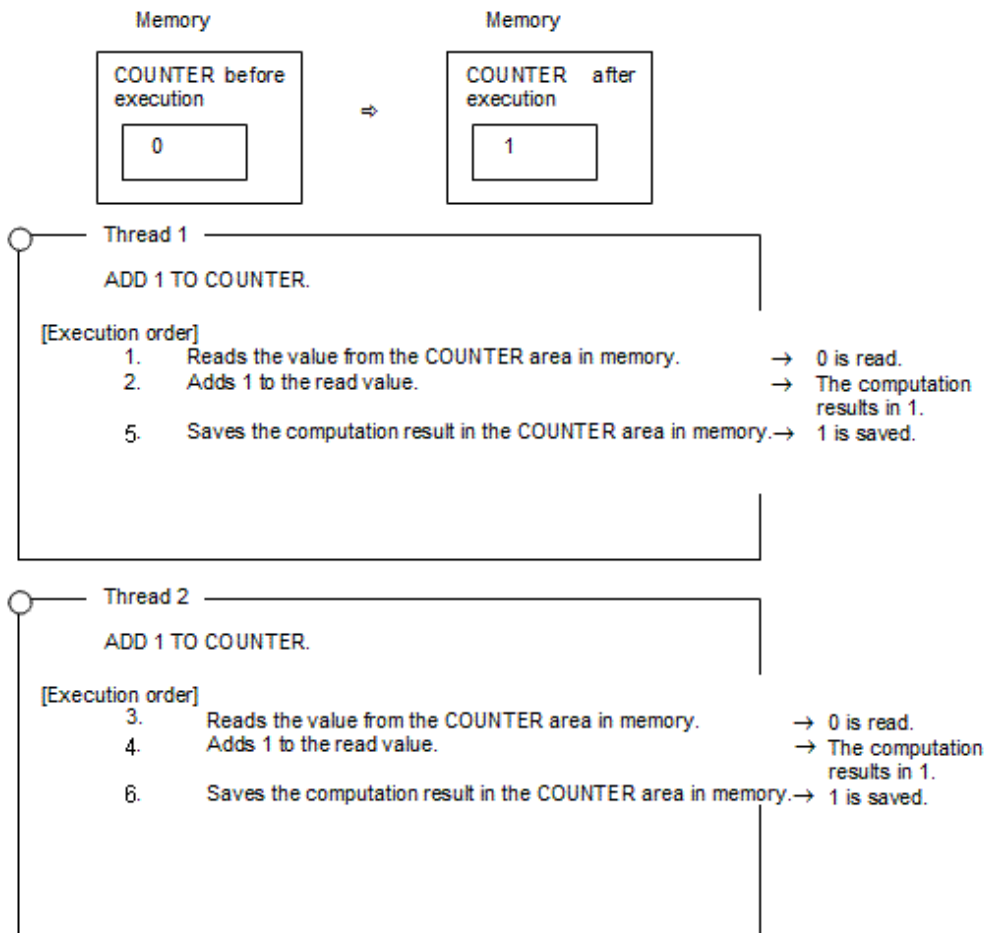 Memory Memory
COUNTER before
execution
0
⇨
COUNTER after
execution
1
Thread 1
ADD 1 TO COUNTER.
[Execution order]
1. Reads the value from the COUNTER area in memory. → 0 is read.
2. Adds 1 to the read value. → The computation
results in 1.
5. Saves the computation result in the COUNTER area in memory.→ 1 is saved.
Thread 2
ADD 1 TO COUNTER.
[Execution order]
3. Reads the value from the COUNTER area in memory. → 0 is read.
4. Adds 1 to the read value. → The computation
results in 1.
6. Saves the computation result in the COUNTER area in memory.→ 1 is saved.